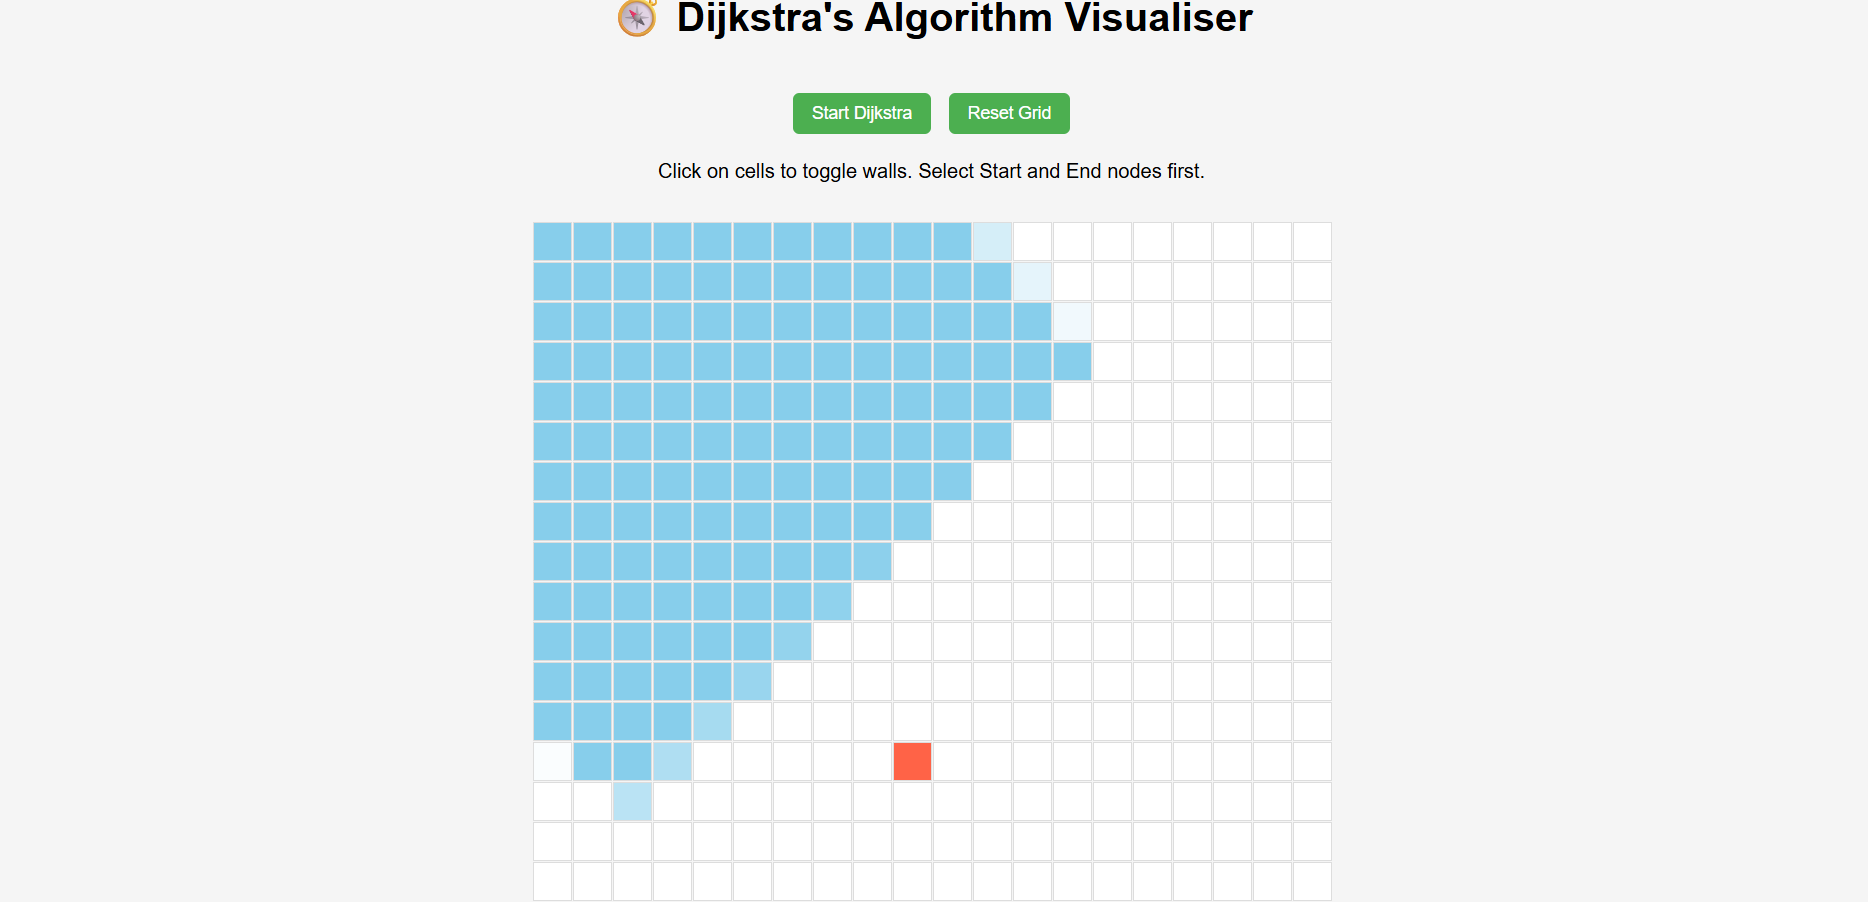 Dijkstra's Algorithm Visualiser
Start Dijkstra
Reset Grid
Click on cells to toggle walls. Select Start and End nodes first.